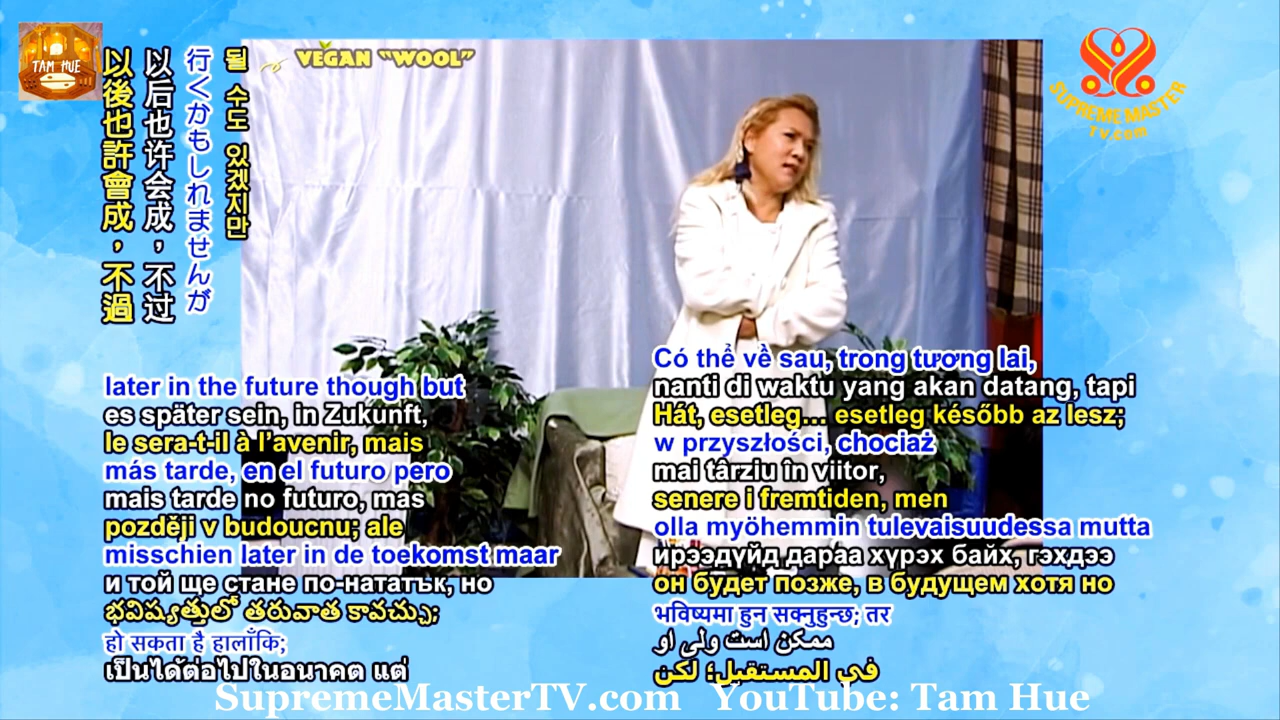 TAM HUE
以後也許會成，不過
以后也许会成，不过
行くかもしれませんが
될 수도 있겠지만
VEGAN "WOOL"
SUPREME MASTER
TV.com
later in the future though but
es später sein, in Zukunft,
le sera-t-il à l'avenir, mais
más tarde, en el futuro pero
mais tarde no futuro, mas
později v budoucnu; ale
misschien later in de toekomst maar
и той ще стане по-нататък, но
భవిష్యత్తులో తరువాత కావచ్చు;
हो सकता है हालाँकि;
เป็นได้ต่อไปในอนาคต แต่
Có thể về sau, trong tương lai,
nanti di waktu yang akan datang, tapi
Hát, esetleg... esetleg később az lesz;
w przyszłości, chociaż
mai târziu în viitor,
senere i fremtiden, men
olla myöhemmin tulevaisuudessa mutta
ирээдүйд дараа хүрэх байх, гэхдээ
он будет позже, в будущем хотя но
भविष्यमा हुन सक्नुहुन्छ; तर
ممکن است ولی او
في المستقبل؛ لكن
SupremeMasterTV.com YouTube: Tam Hue